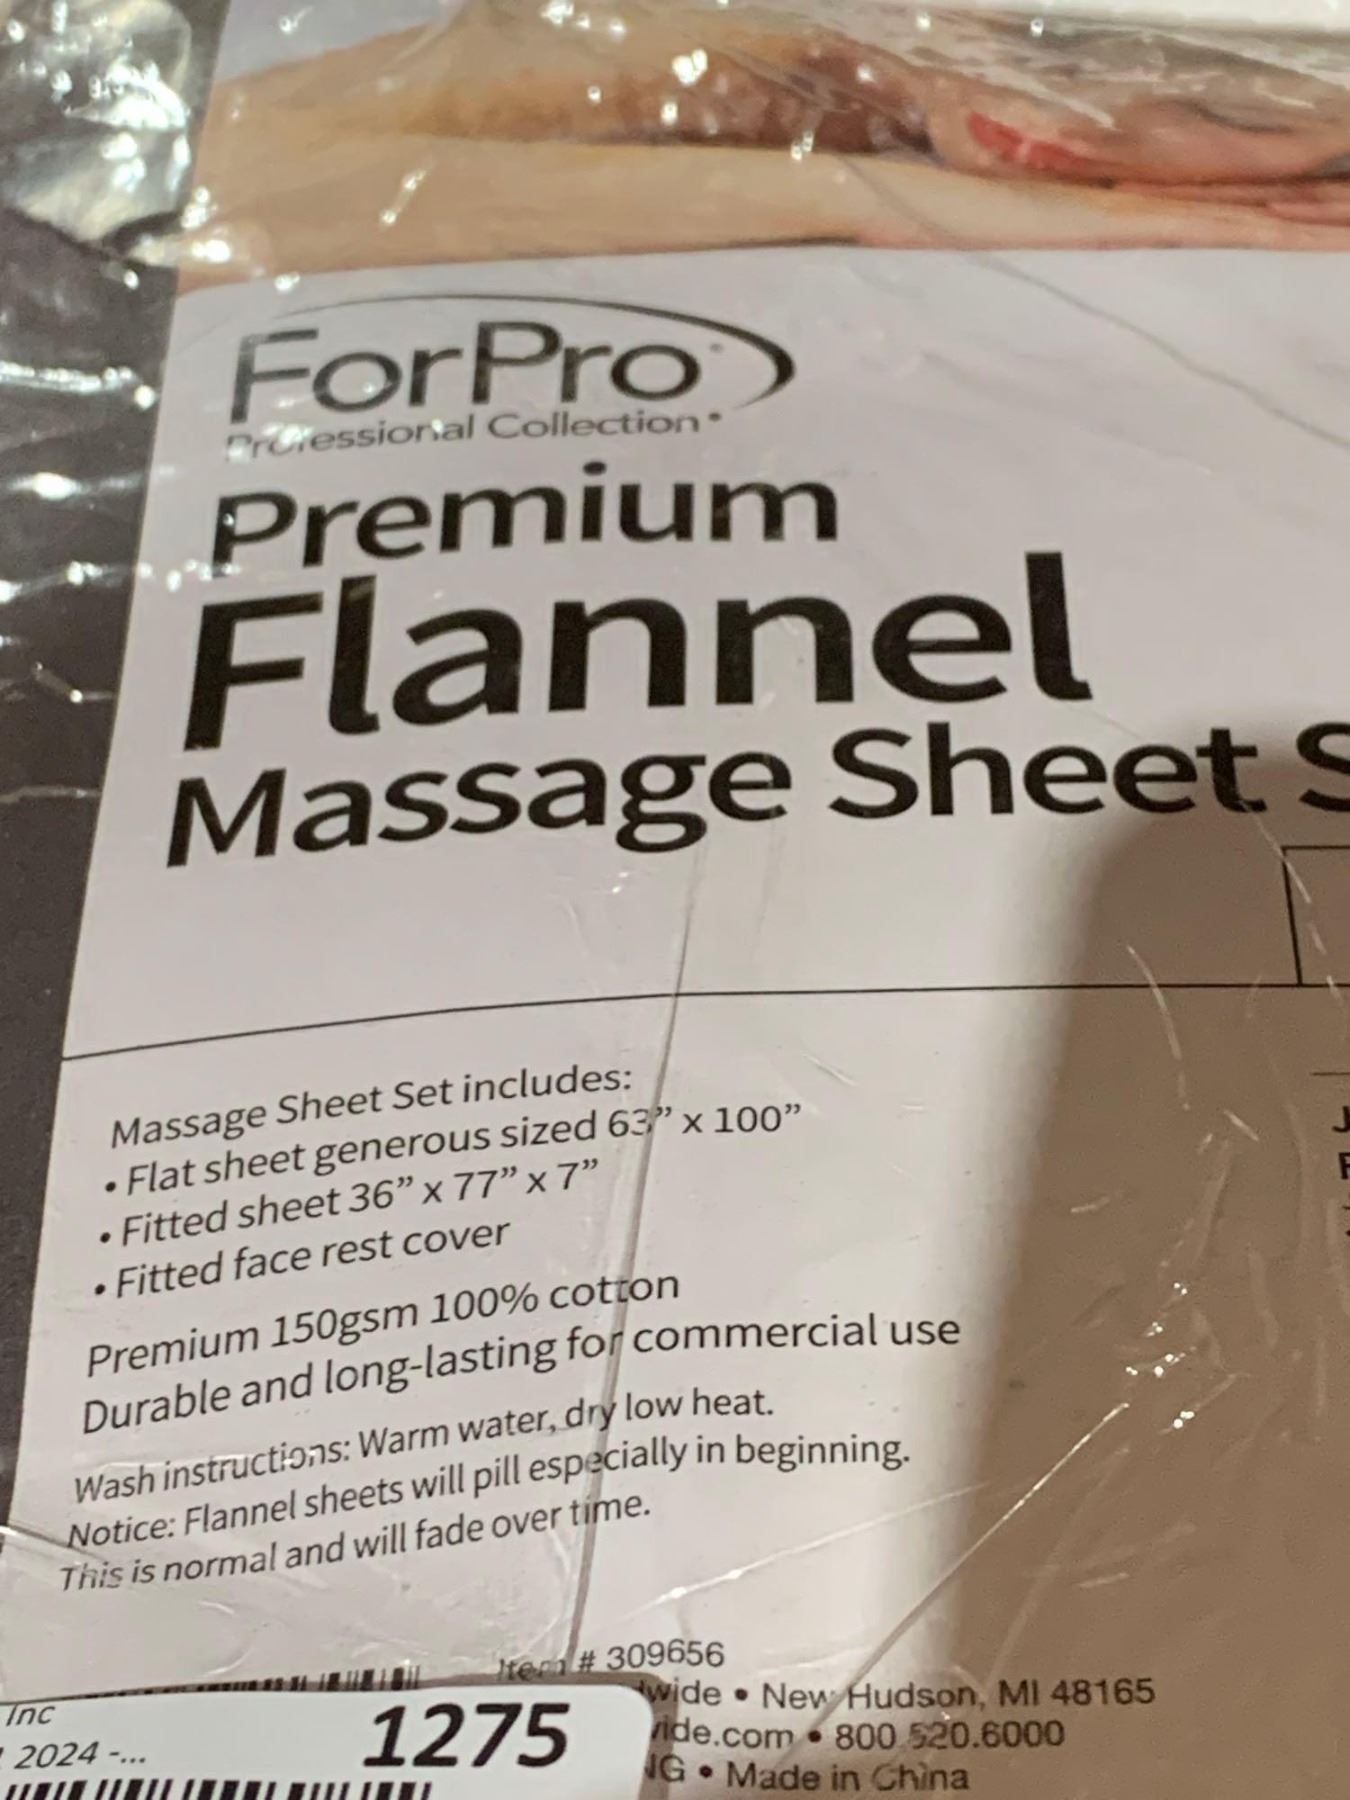 ForPro
Professional Collection
Premium
Flannel
Massage Sheet S
Massage Sheet Set includes:
• Flat sheet generous sized 63” x 100”
• Fitted sheet 36” x 77” x 7”
• Fitted face rest cover
Premium 150gsm 100% cotton
Durable and long-lasting for commercial use
Wash instructions: Warm water, dry low heat.
Notice: Flannel sheets will pill especially in beginning.
This is normal and will fade over time.
Item # 309656
wide • New Hudson, MI 48165
ide.com • 800.520.6000
G • Made in China
Inc
1275
2024 -...